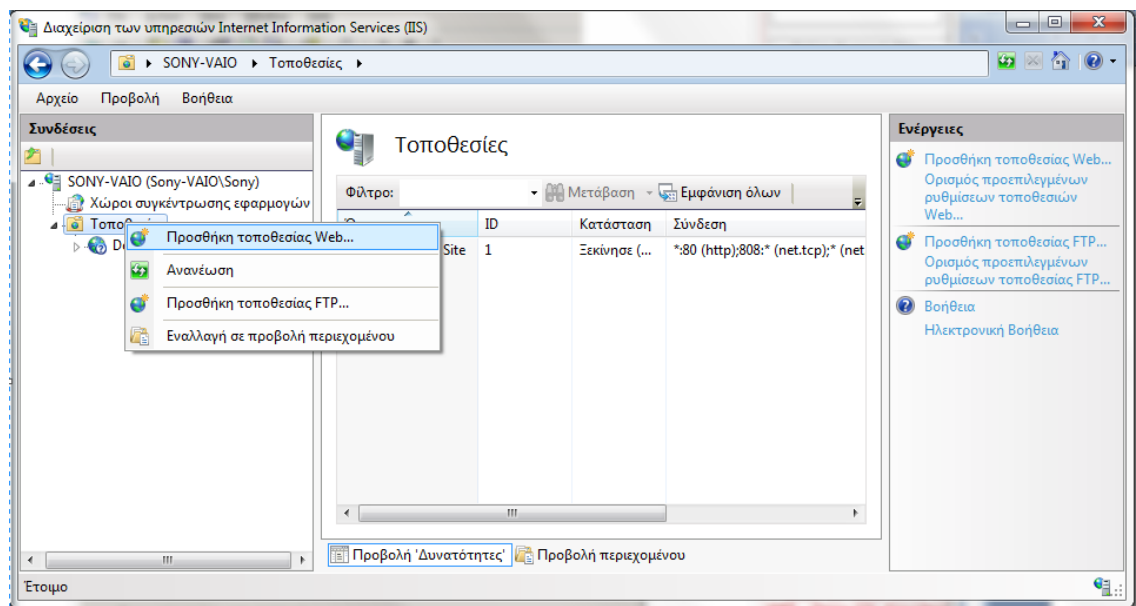 Διαχείριση των υπηρεσιών Internet Information Services (IIS)
SONY-VAIO Τοποθεσίες
Αρχείο Προβολή Βοήθεια
Συνδέσεις
SONY-VAIO (Sony-VAIO\Sony)
Χώροι συγκέντρωσης εφαρμογών
Προσθήκη τοποθεσίας Web...
Ανανέωση
Προσθήκη τοποθεσίας FTP...
Εναλλαγή σε προβολή περιεχομένου
Τοποθεσίες
Φίλτρο: Μετάβαση Εμφάνιση όλων
ID Κατάσταση Σύνδεση
Site 1 Ξεκίνησε (... *:80 (http);808:* (net.tcp);* (net
Προβολή 'Δυνατότητες' Προβολή περιεχομένου
Ενέργειες
Προσθήκη τοποθεσίας Web...
Ορισμός προεπιλεγμένων
ρυθμίσεων τοποθεσιών
Web...
Προσθήκη τοποθεσίας FTP...
Ορισμός προεπιλεγμένων
ρυθμίσεων τοποθεσίας FTP...
Βοήθεια
Ηλεκτρονική Βοήθεια
Έτοιμο